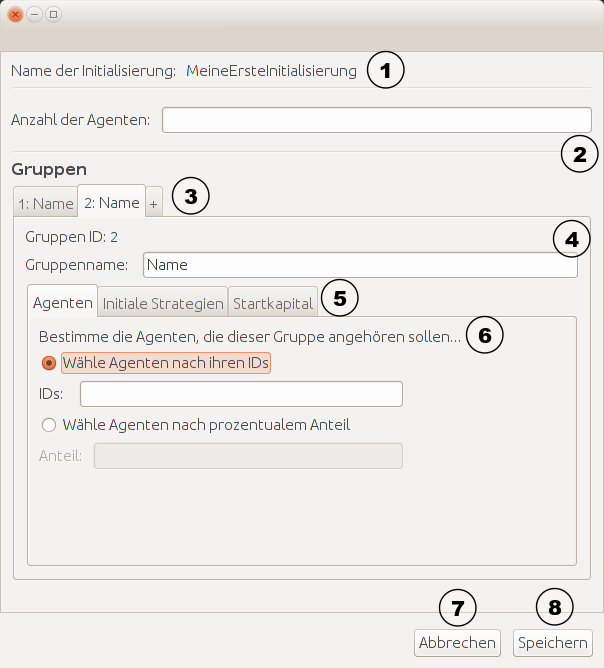 Name der Initialisierung: MeineErsteInitialisierung 1
Anzahl der Agenten:
2
Gruppen
1: Name 2: Name + 3
Gruppen ID: 2 4
Gruppenname: Name
Agenten Initiale Strategien Startkapital 5
Bestimme die Agenten, die dieser Gruppe angehören sollen... 6
Wähle Agenten nach ihren IDs
IDs:
Wähle Agenten nach prozentualem Anteil
Anteil:
7 8
Abbrechen Speichern